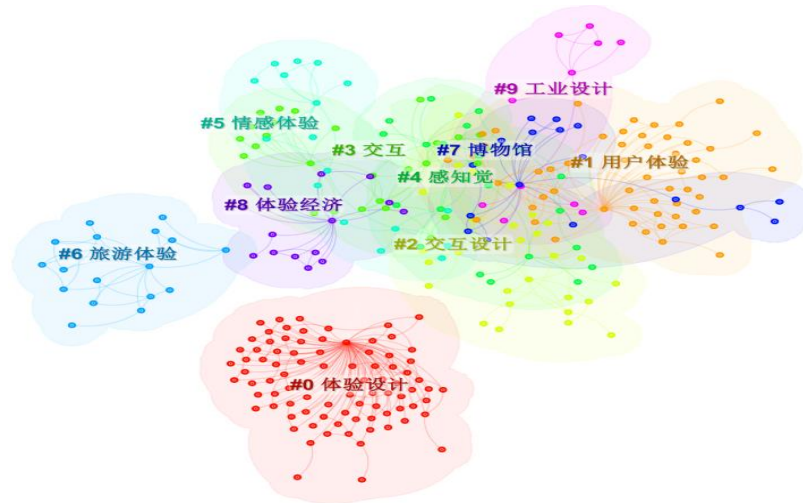 #9 工业设计
#5 情感体验
#3 交互
#7 博物馆
#1 用户体验
#4 感知觉
#8 体验经济
#6 旅游体验
#2 交互设计
#0 体验设计